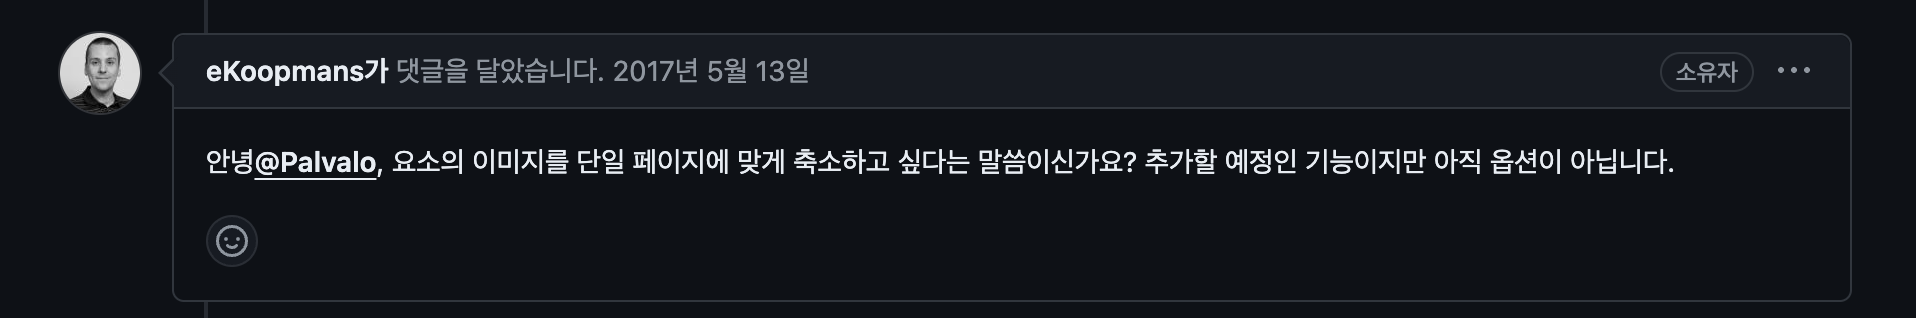 eKoopmans가 댓글을 달았습니다. 2017년 5월 13일 소유자
안녕@Palvalo, 요소의 이미지를 단일 페이지에 맞게 축소하고 싶다는 말씀이신가요? 추가할 예정인 기능이지만 아직 옵션이 아닙니다.